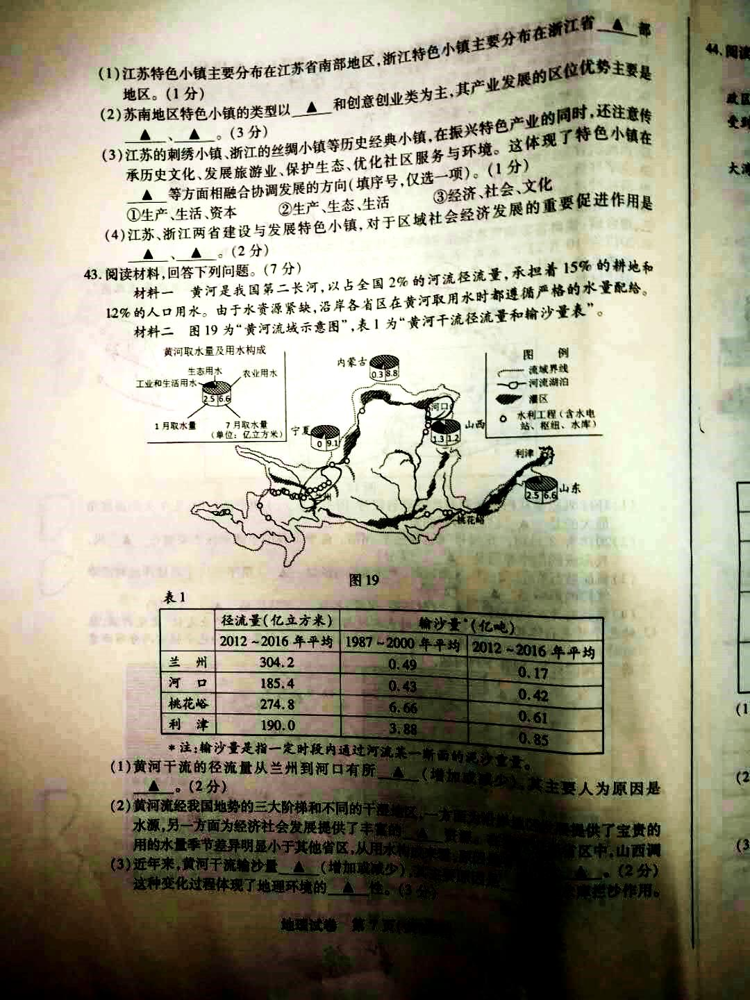 (1)江苏特色小镇主要分布在江苏省南部地区,浙江特色小镇主要分布在浙江省▲部
地区。(1分)
(2)苏南地区特色小镇的类型以▲和创意创业类为主,其产业发展的区位优势主要是
▲、▲。(3分)
(3)江苏的刺绣小镇、浙江的丝绸小镇等历史经典小镇,在振兴特色产业的同时,还注意传
承历史文化、发展旅游业、保护生态、优化社区服务与环境。这体现了特色小镇在
▲等方面相融合协调发展的方向(填序号,仅选一项)。(1分)
①生产、生活、资本 ②生产、生态、生活 ③经济、社会、文化
(4)江苏、浙江两省建设与发展特色小镇,对于区域社会经济发展的重要促进作用是
▲、▲。(2分)
43.阅读材料,回答下列问题。(7分)
材料一 黄河是我国第二长河,以占全国2%的河流径流量,承担着15%的耕地和
12%的人口用水。由于水资源紧缺,沿岸各省区在黄河取用水时都遵循严格的水量配给。
材料二 图19为“黄河流域示意图”,表1为“黄河干流径流量和输沙量表”。
黄河取水量及用水构成
生态用水
工业和生活用水
农业用水
2.5 6.6
1月取水量 7月取水量
(单位:亿立方米)
内蒙古
0.3 8.8
宁夏
0 9.1
河口
山西
1.3 1.2
利津
山东
2.5 6.6
兰州
桃花峪
图 例
流域界线
河流湖泊
灌区
水利工程(含水电
站、枢纽、水库)
图19
表1
径流量(亿立方米) 输沙量*(亿吨)
2012~2016年平均 1987~2000年平均 2012~2016年平均
兰 州 304.2 0.49 0.17
河 口 185.4 0.43 0.42
桃花峪 274.8 6.66 0.61
利 津 190.0 3.88 0.85
*注:输沙量是指一定时段内通过河流某一断面的泥沙重量。
(1)黄河干流的径流量从兰州到河口有所▲(增加或减少),其主要人为原因是
▲。(2分)
(2)黄河流经我国地势的三大阶梯和不同的干湿地区,一方面为 提供了宝贵的
水源,另一方面为经济社会发展提供了丰富的▲资源。 区中,山西调
用的水量季节差异明显小于其他省区,从用水 ▲。(2分)
(3)近年来,黄河干流输沙量▲(增加或减少), 库拦沙作用。
这种变化过程体现了地理环境的▲性。(3分)
地理试卷 第7页
44.阅读
政区
受到
大湾
(1
(2
(3